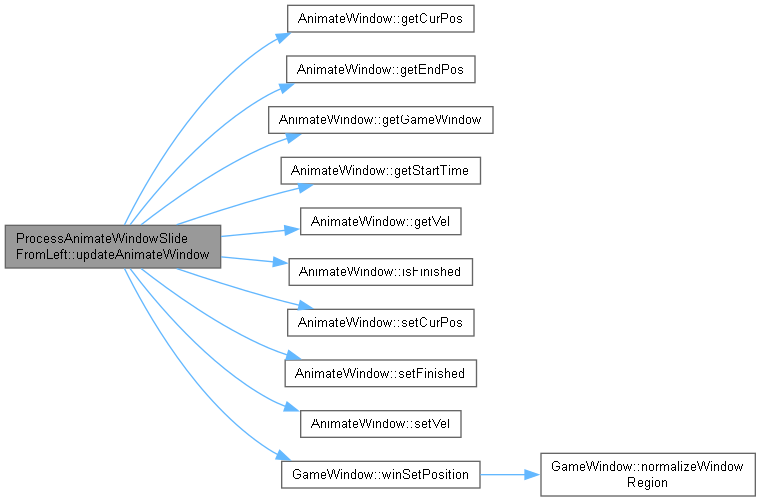 AnimateWindow::getCurPos
AnimateWindow::getEndPos
AnimateWindow::getGameWindow
AnimateWindow::getStartTime
ProcessAnimateWindowSlide
FromLeft::updateAnimateWindow
AnimateWindow::getVel
AnimateWindow::isFinished
AnimateWindow::setCurPos
AnimateWindow::setFinished
AnimateWindow::setVel
GameWindow::winSetPosition
GameWindow::normalizeWindow
Region